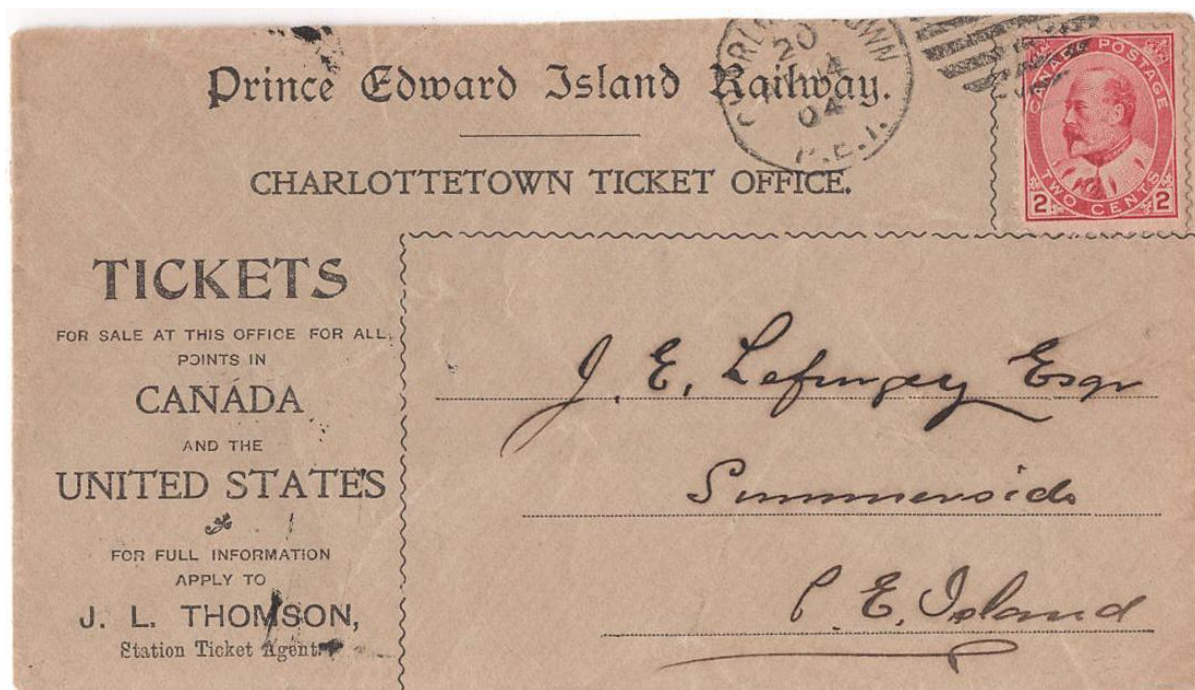 20
14
04
P.E.I.
Prince Edward Island Railway.
CHARLOTTETOWN TICKET OFFICE.
CANADA POSTAGE
TWO CENTS
2 2
TICKETS
FOR SALE AT THIS OFFICE FOR ALL
POINTS IN
CANADA
AND THE
UNITED STATES
FOR FULL INFORMATION
APPLY TO
J. L. THOMSON,
Station Ticket Agent.
J. E. Lefurgey Esqr
Summerside
P. E. Island